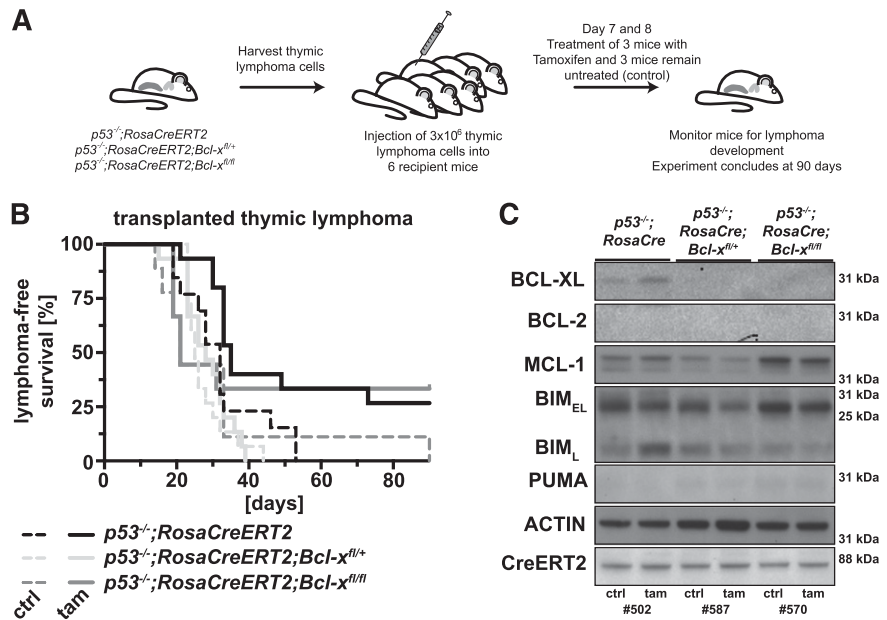 A
Harvest thymic
lymphoma cells
Day 7 and 8
Treatment of 3 mice with
Tamoxifen and 3 mice remain
untreated (control)
p53-/-;RosaCreERT2
p53-/-;RosaCreERT2;Bcl-xfl/+
p53-/-;RosaCreERT2;Bcl-xfl/fl
Injection of 3x10⁶ thymic
lymphoma cells into
6 recipient mice
Monitor mice for lymphoma
development
Experiment concludes at 90 days
B
transplanted thymic lymphoma
lymphoma-free
survival [%]
100
75
50
25
0
0 20 40 60 80
[days]
p53-/-;RosaCreERT2
p53-/-;RosaCreERT2;Bcl-xfl/+
p53-/-;RosaCreERT2;Bcl-xfl/fl
ctrl tam
C
p53-/-;
RosaCre
p53-/-;
RosaCre;
Bcl-xfl/+
p53-/-;
RosaCre;
Bcl-xfl/fl
BCL-XL 31 kDa
BCL-2 31 kDa
MCL-1 31 kDa
BIMEL 31 kDa
25 kDa
BIML
PUMA 31 kDa
ACTIN 31 kDa
CreERT2 88 kDa
ctrl tam ctrl tam ctrl tam
#502 #587 #570